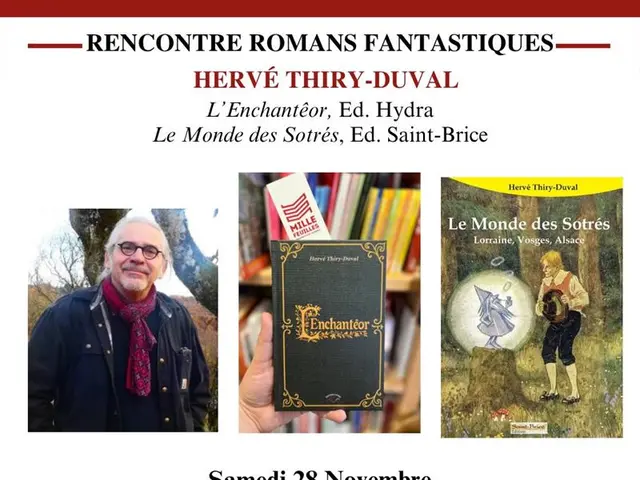 RENCONTRE ROMANS FANTASTIQUES
HERVÉ THIRY-DUVAL
L'Enchantêor, Ed. Hydra
Le Monde des Sotrés, Ed. Saint-Brice
MILLE
FEUILLES
Hervé Thiry-Duval
L'Enchantéor
Hervé Thiry-Duval
Le Monde des Sotrés
Lorraine, Vosges, Alsace
Saint-Brice
Samedi 28 Novembre